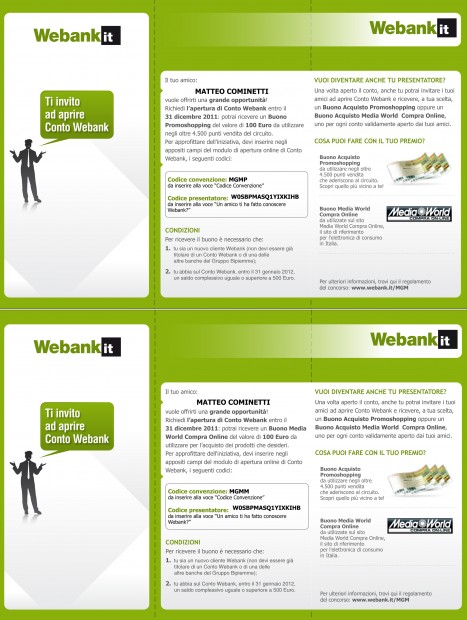 Webank it
Ti invito
ad aprire
Conto Webank
Il tuo amico:
MATTEO COMINETTI
vuole offrirti una grande opportunità!
Richiedi l'apertura di Conto Webank entro il
31 dicembre 2011: potrai ricevere un Buono
Promoshopping del valore di 100 Euro da utilizzare
negli oltre 4.500 punti vendita del circuito.
Per approfittare dell'iniziativa, devi inserire negli
appositi campi del modulo di apertura online di Conto
Webank, i seguenti codici:
Codice convenzione: MGMP
da inserire alla voce "Codice Convenzione"
Codice presentatore: W05BPMASQ1YIXKIHB
da inserire alla voce "Un amico ti ha fatto conoscere
Webank?"
CONDIZIONI
Per ricevere il buono è necessario che:
1. tu sia un nuovo cliente Webank (non devi essere già
titolare di un Conto Webank o di una delle
altre banche del Gruppo Bipiemme);
2. tu abbia sul Conto Webank, entro il 31 gennaio 2012,
un saldo complessivo uguale o superiore a 500 Euro.
Webank it
VUOI DIVENTARE ANCHE TU PRESENTATORE?
Una volta aperto il conto, anche tu potrai invitare i tuoi
amici ad aprire Conto Webank e ricevere, a tua scelta,
un Buono Acquisto Promoshopping oppure un
Buono Acquisto Media World Compra Online,
uno per ogni conto validamente aperto dai tuoi amici.
COSA PUOI FARE CON IL TUO PREMIO?
Buono Acquisto
Promoshopping
da utilizzare negli oltre
4.500 punti vendita
che aderiscono al circuito.
Scopri quello più vicino a te!
Buono Media World
Compra Online
da utilizzare sul sito
Media World Compra Online,
il sito di riferimento
per l'elettronica di consumo
in Italia.
Media World
COMPRA ONLINE
Per ulteriori informazioni, trovi qui il regolamento
del concorso: www.webank.it/MGM
Webank it
Ti invito
ad aprire
Conto Webank
Il tuo amico:
MATTEO COMINETTI
vuole offrirti una grande opportunità!
Richiedi l'apertura di Conto Webank entro il
31 dicembre 2011: potrai ricevere un Buono Media
World Compra Online del valore di 100 Euro da
utilizzare per l'acquisto dei prodotti che desideri.
Per approfittare dell'iniziativa, devi inserire negli
appositi campi del modulo di apertura online di Conto
Webank, i seguenti codici:
Codice convenzione: MGMM
da inserire alla voce "Codice Convenzione"
Codice presentatore: W05BPMASQ1YIXKIHB
da inserire alla voce "Un amico ti ha fatto conoscere
Webank?"
CONDIZIONI
Per ricevere il buono è necessario che:
1. tu sia un nuovo cliente Webank (non devi essere già
titolare di un Conto Webank o di una delle
altre banche del Gruppo Bipiemme);
2. tu abbia sul Conto Webank, entro il 31 gennaio 2012,
un saldo complessivo uguale o superiore a 500 Euro.
Webank it
VUOI DIVENTARE ANCHE TU PRESENTATORE?
Una volta aperto il conto, anche tu potrai invitare i tuoi
amici ad aprire Conto Webank e ricevere, a tua scelta,
un Buono Acquisto Promoshopping oppure un
Buono Acquisto Media World Compra Online,
uno per ogni conto validamente aperto dai tuoi amici.
COSA PUOI FARE CON IL TUO PREMIO?
Buono Acquisto
Promoshopping
da utilizzare negli oltre
4.500 punti vendita
che aderiscono al circuito.
Scopri quello più vicino a te!
Buono Media World
Compra Online
da utilizzare sul sito
Media World Compra Online,
il sito di riferimento
per l'elettronica di consumo
in Italia.
Media World
COMPRA ONLINE
Per ulteriori informazioni, trovi qui il regolamento
del concorso: www.webank.it/MGM